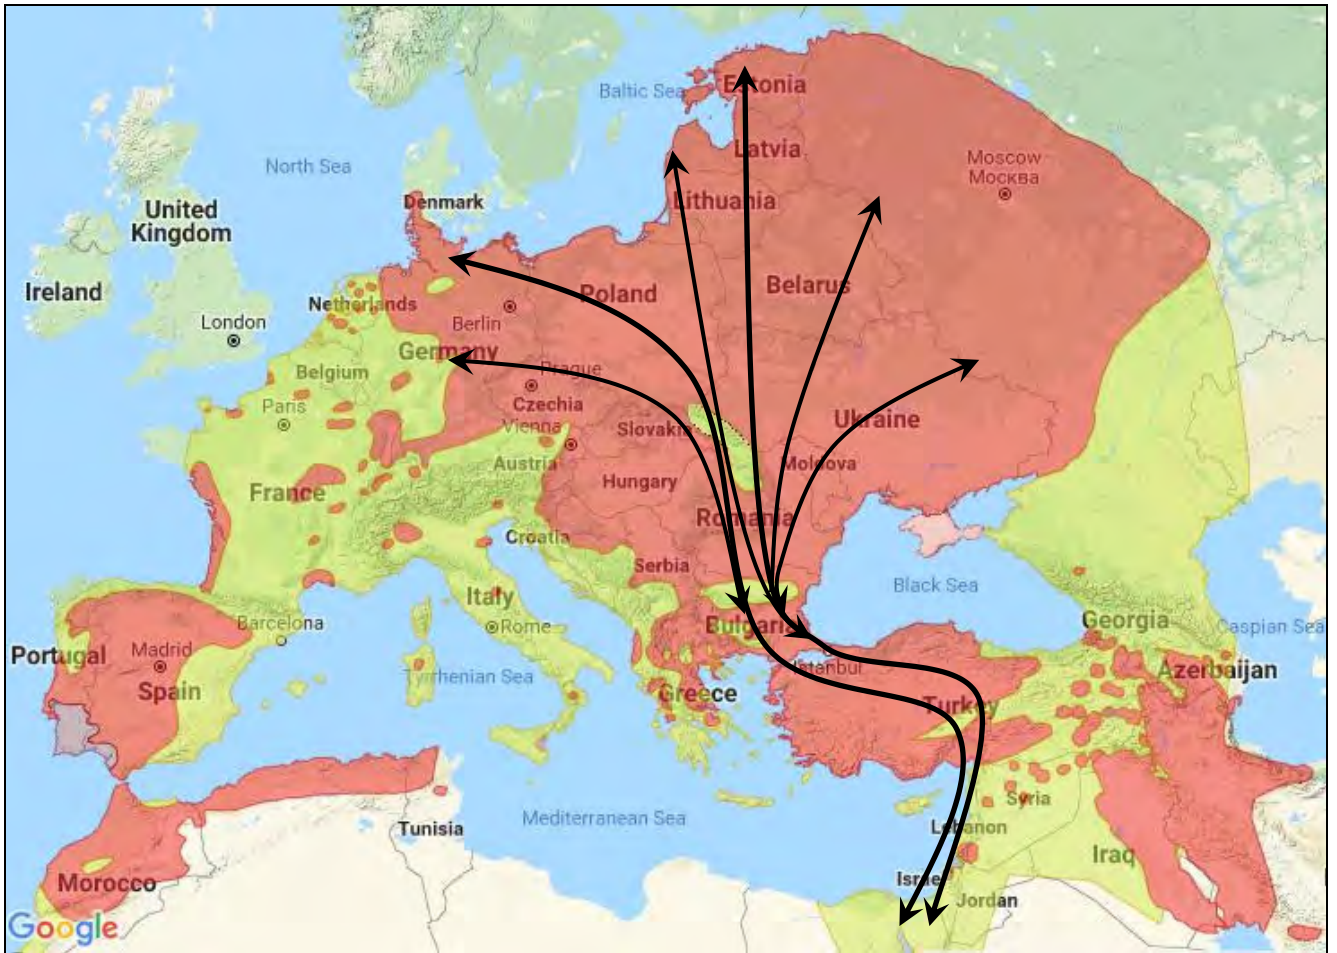 Estonia
Baltic Sea
Latvia
Moscow
Москва
North Sea
Denmark
Lithuania
United
Kingdom
Ireland
Belarus
Poland
Netherlands
London
Berlin
Germany
Belgium
Prague
Paris
Czechia
Ukraine
Vienna
Slovakia
Austria
Moldova
Hungary
France
Romania
Croatia
Serbia
Black Sea
Italy
Barcelona
Rome
Bulgaria
Georgia
Caspian Sea
Portugal
Madrid
Istanbul
Azerbaijan
Tyrrhenian Sea
Spain
Greece
Turkey
Syria
Mediterranean Sea
Tunisia
Lebanon
Iraq
Morocco
Israel
Jordan
Google